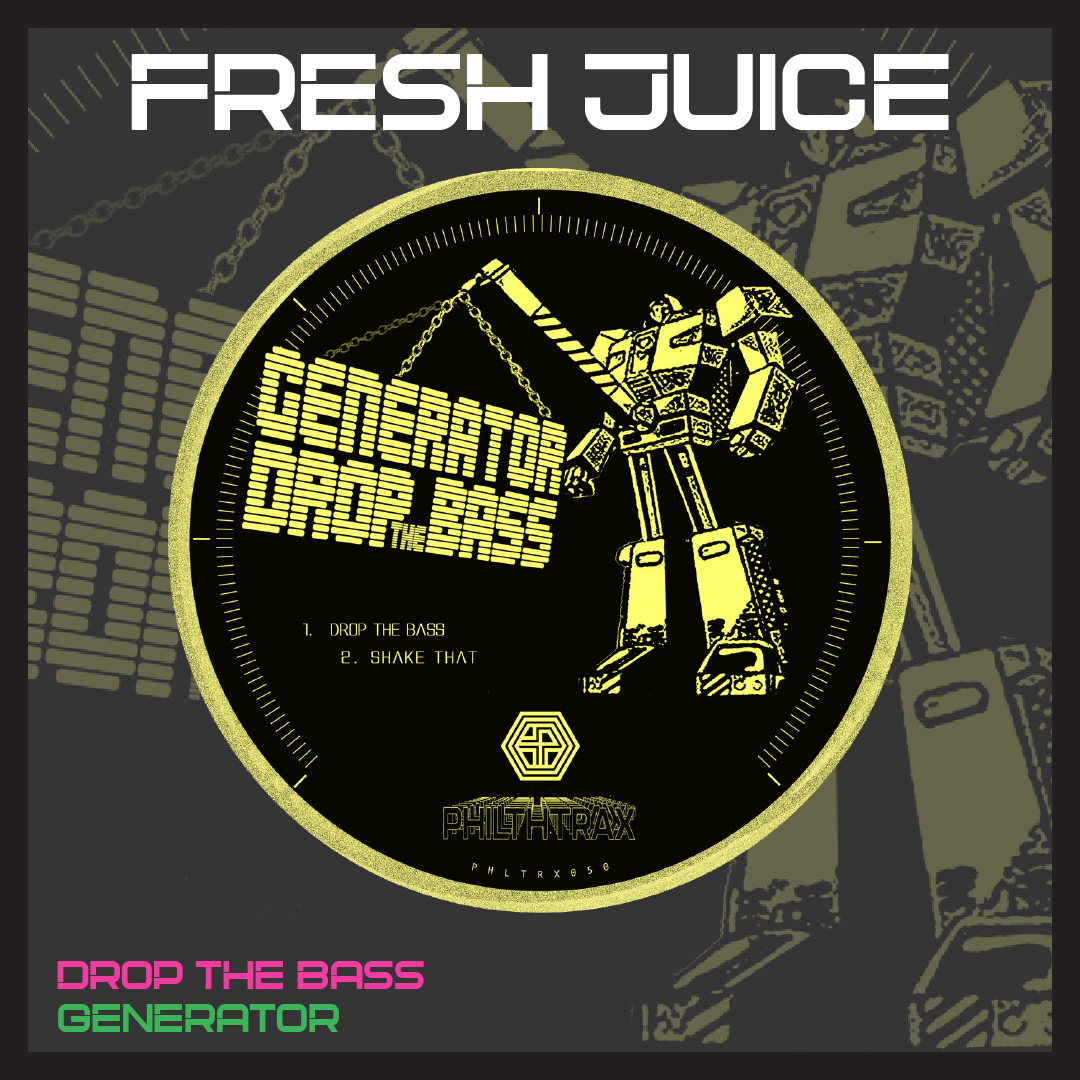 FRESH JUICE
GENERATOR
DROP THE BASS
1. DROP THE BASS
2. SHAKE THAT
PHILTHTRAX
PHLTRX050
DROP THE BASS
GENERATOR